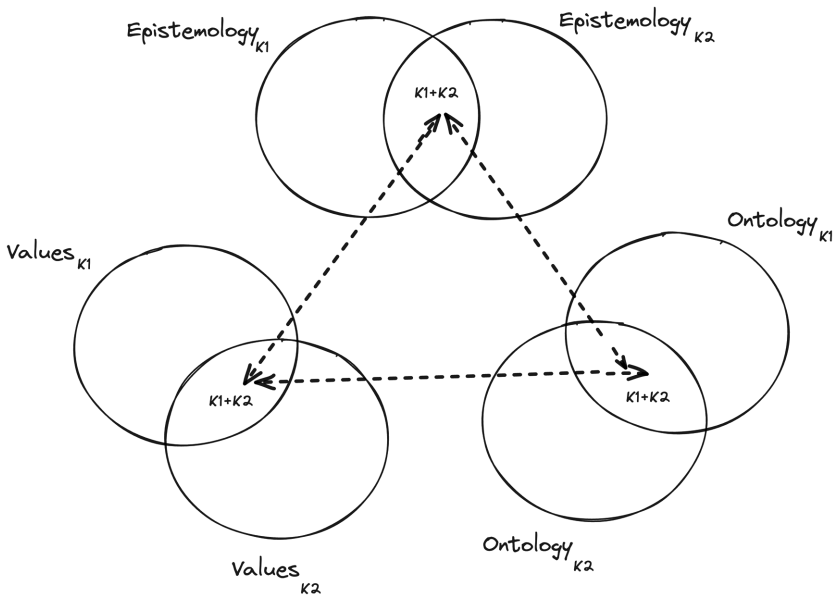 Epistemology K1
Epistemology K2
K1+K2
Ontology K1
Values K1
K1+K2
K1+K2
Ontology K2
Values K2